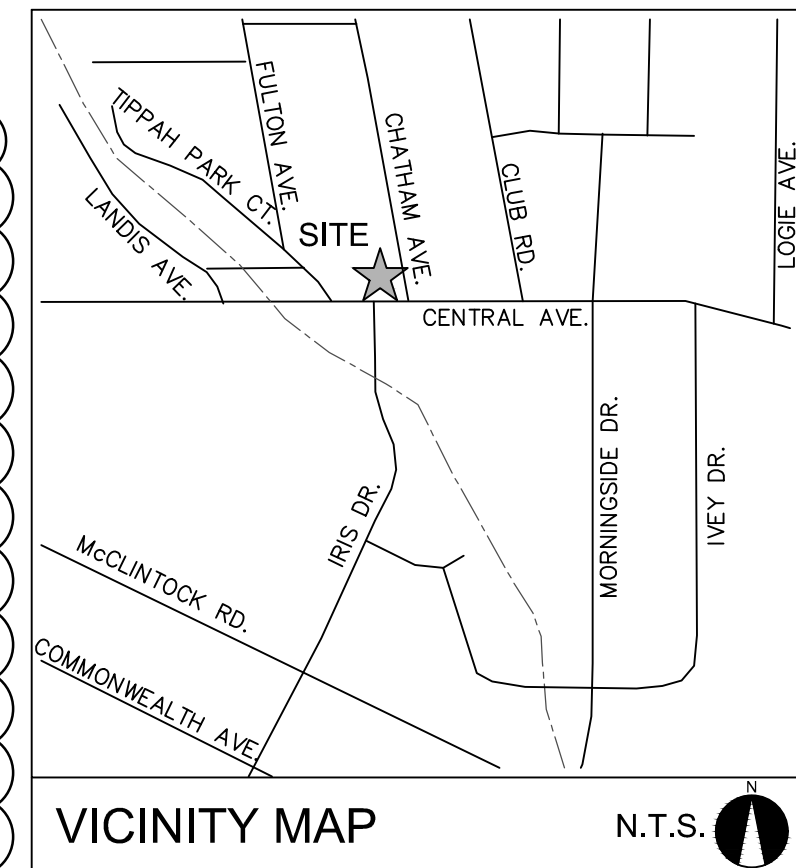 FULTON AVE.
TIPPAH PARK CT.
CHATHAM AVE.
CLUB RD.
LOGIE AVE.
LANDIS AVE.
SITE
CENTRAL AVE.
MORNINGSIDE DR.
IVEY DR.
IRIS DR.
McCLINTOCK RD.
COMMONWEALTH AVE.
VICINITY MAP
N.T.S.
N